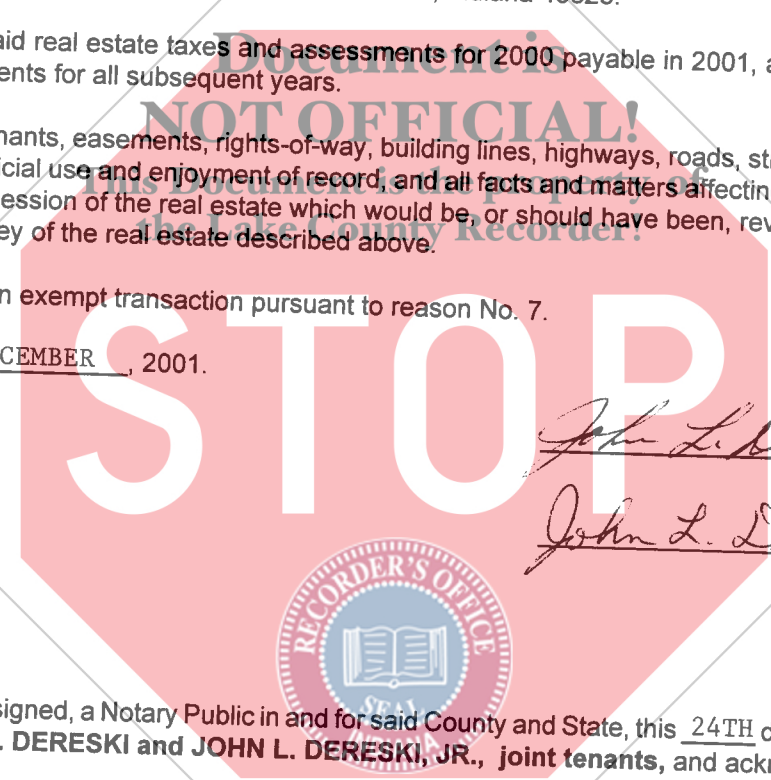 aid real estate taxes and assessments for 2000 payable in 2001, a
Document is
ents for all subsequent years.
NOT OFFICIAL!
nants, easements, rights-of-way, building lines, highways, roads, st
icial use and enjoyment of record, and all facts and matters affectin
This Document is the property of
ession of the real estate which would be, or should have been, rev
the Lake County Recorder!
ey of the real estate described above.
n exempt transaction pursuant to reason No. 7.
STOP
CEMBER, 2001.
John L. D
John L. D
RECORDER'S OFFICE
SEAL
INDIANA
signed, a Notary Public in and for said County and State, this 24TH d
. DERESKI and JOHN L. DERESKI, JR., joint tenants, and ackn